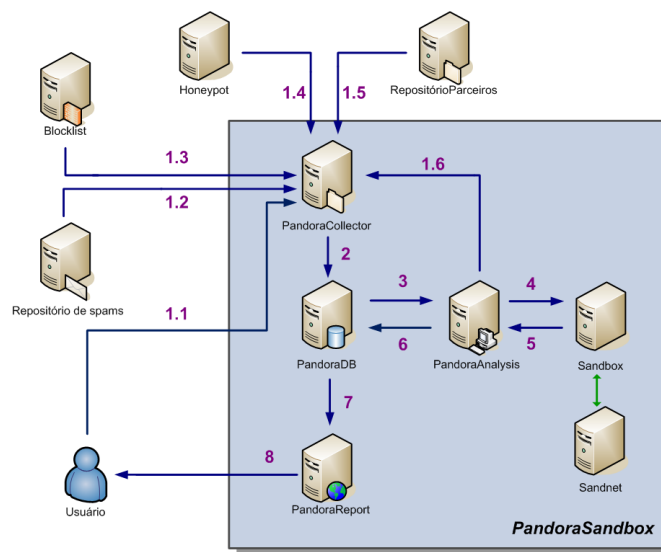 Honeypot
1.4
1.5
RepositórioParceiros
Blocklist
1.3
1.6
1.2
PandoraCollector
Repositório de spams
1.1
2
3
4
6
5
PandoraDB
PandoraAnalysis
Sandbox
7
8
Usuário
PandoraReport
Sandnet
PandoraSandbox